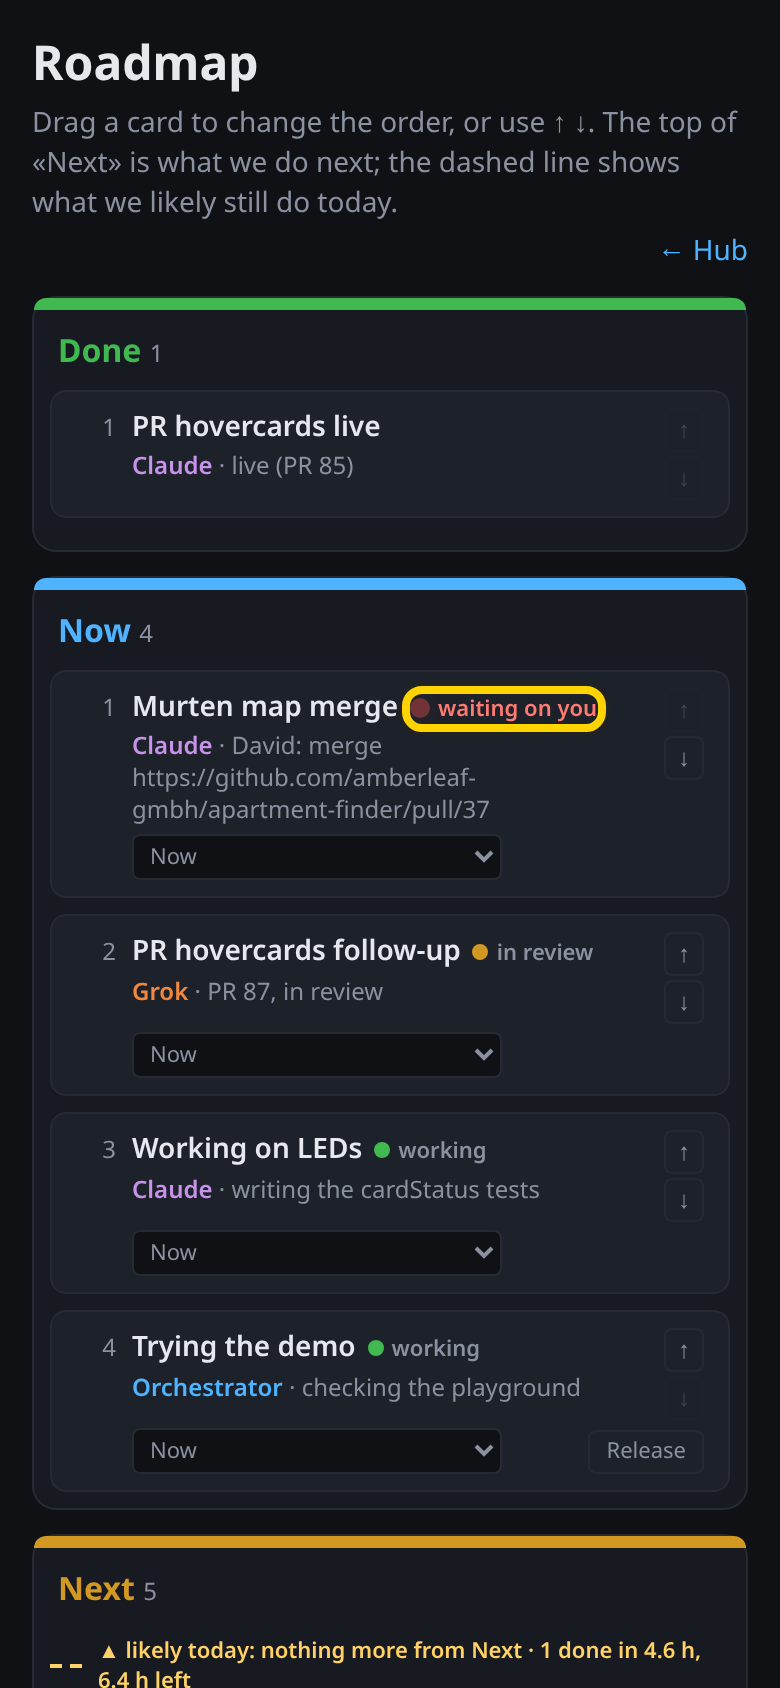 Roadmap
Drag a card to change the order, or use ↑ ↓. The top of
«Next» is what we do next; the dashed line shows
what we likely still do today.
← Hub
Done 1
1 PR hovercards live ↑
Claude · live (PR 85) ↓
Now 4
1 Murten map merge waiting on you ↑
Claude · David: merge ↓
https://github.com/amberleaf-
gmbh/apartment-finder/pull/37
Now
2 PR hovercards follow-up in review ↑
Grok · PR 87, in review ↓
Now
3 Working on LEDs working ↑
Claude · writing the cardStatus tests ↓
Now
4 Trying the demo working ↑
Orchestrator · checking the playground ↓
Now Release
Next 5
▲ likely today: nothing more from Next · 1 done in 4.6 h,
6.4 h left